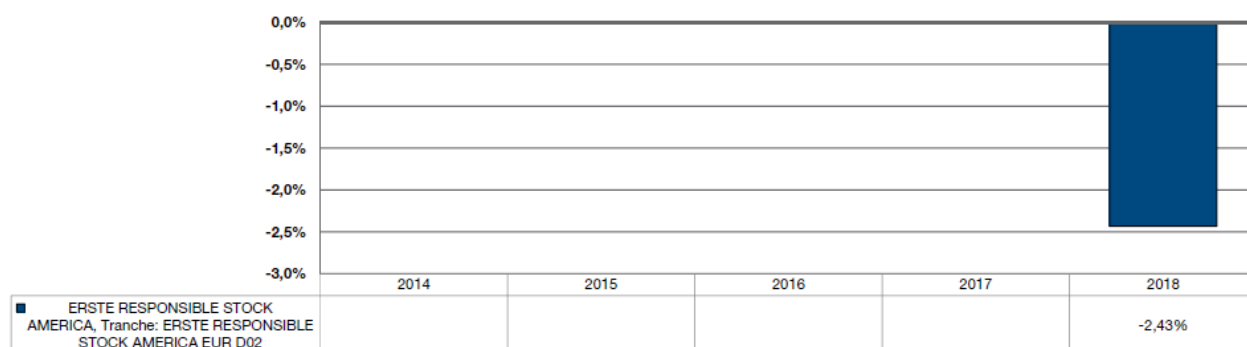 0,0%
-0,5%
-1,0%
-1,5%
-2,0%
-2,5%
-3,0%
2014 2015 2016 2017 2018
ERSTE RESPONSIBLE STOCK
AMERICA, Tranche: ERSTE RESPONSIBLE
STOCK AMERICA EUR D02
-2,43%